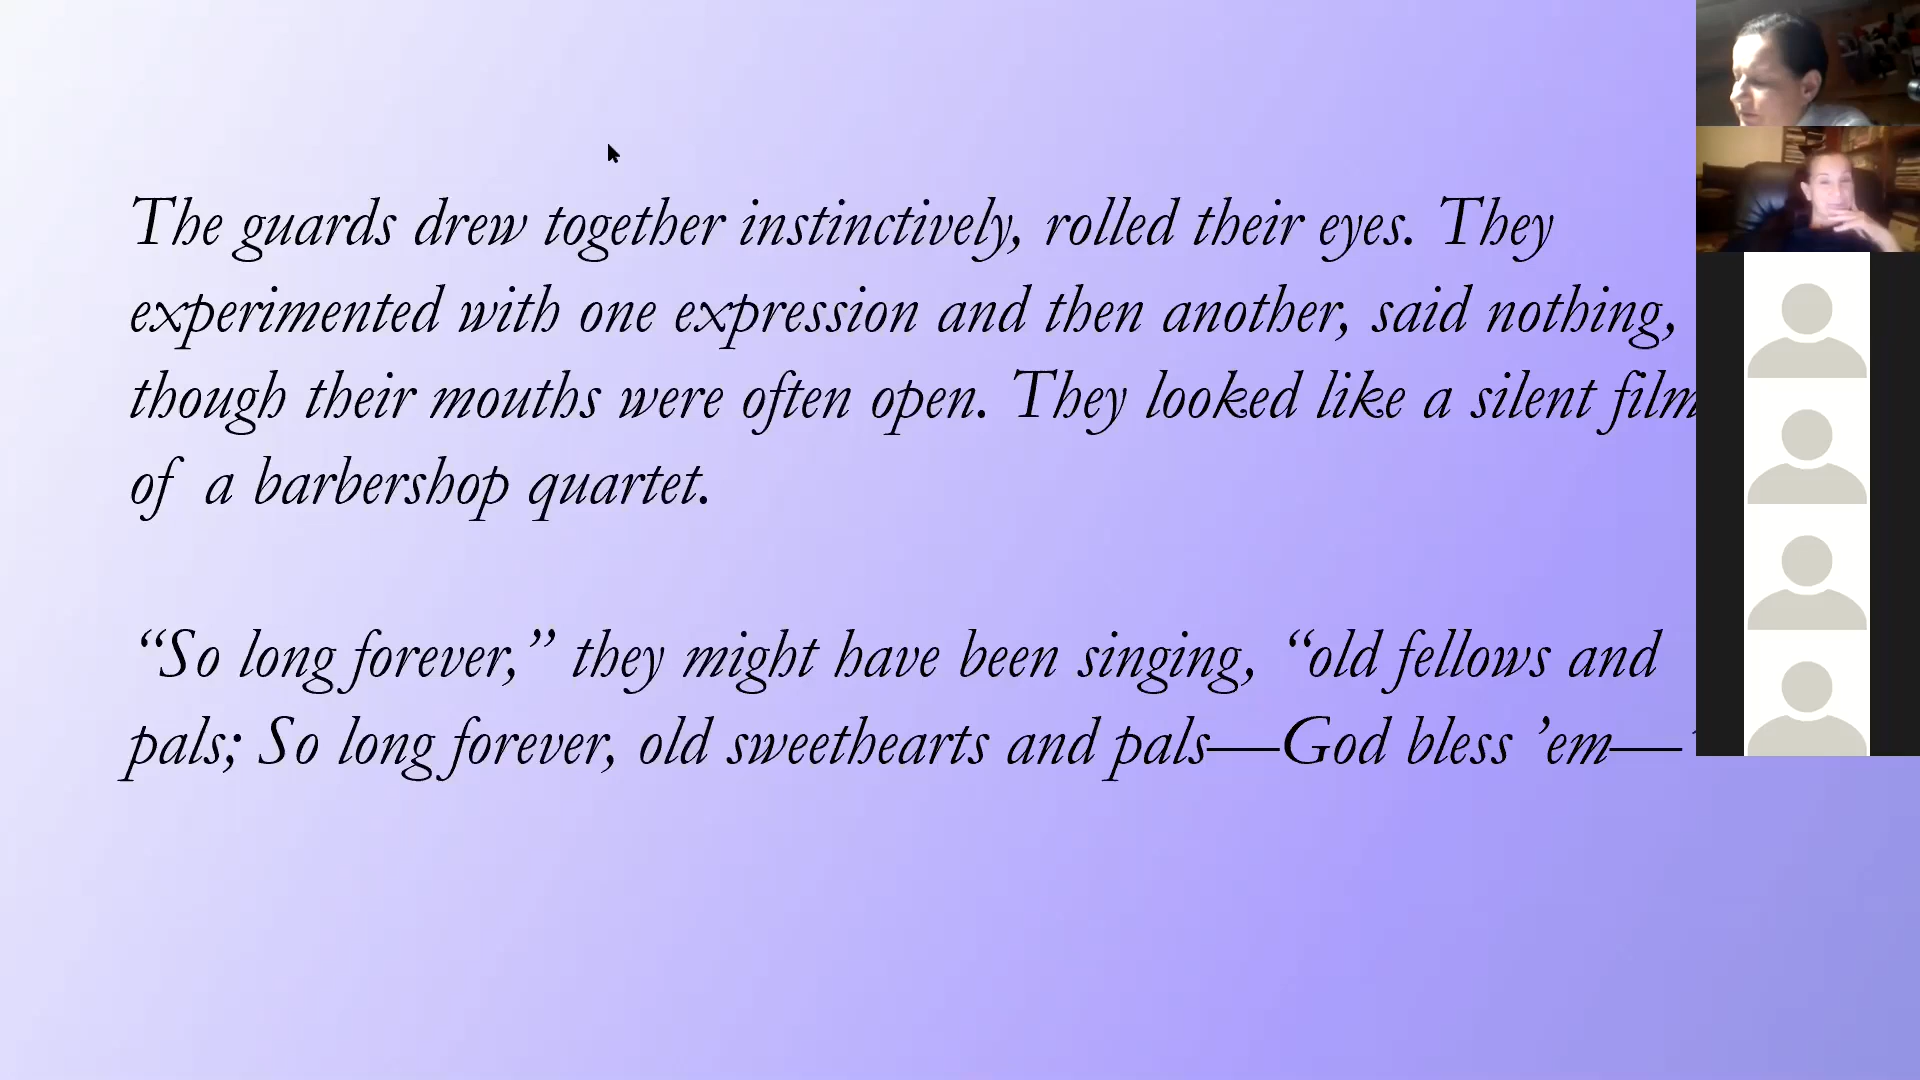 The guards drew together instinctively, rolled their eyes. They
experimented with one expression and then another, said nothing,
though their mouths were often open. They looked like a silent film
of a barbershop quartet.
“So long forever,” they might have been singing, “old fellows and
pals; So long forever, old sweethearts and pals—God bless ’em—